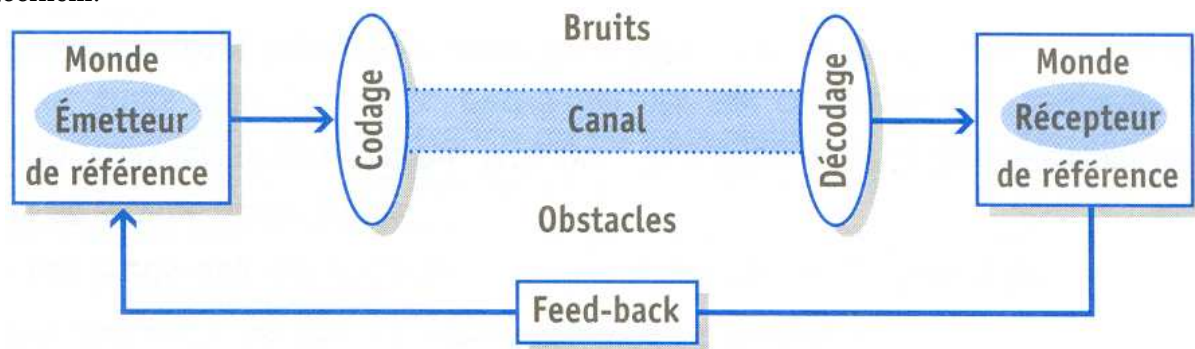 Bruits
Monde
Émetteur
de référence
Codage
Canal
Décodage
Monde
Récepteur
de référence
Obstacles
Feed-back